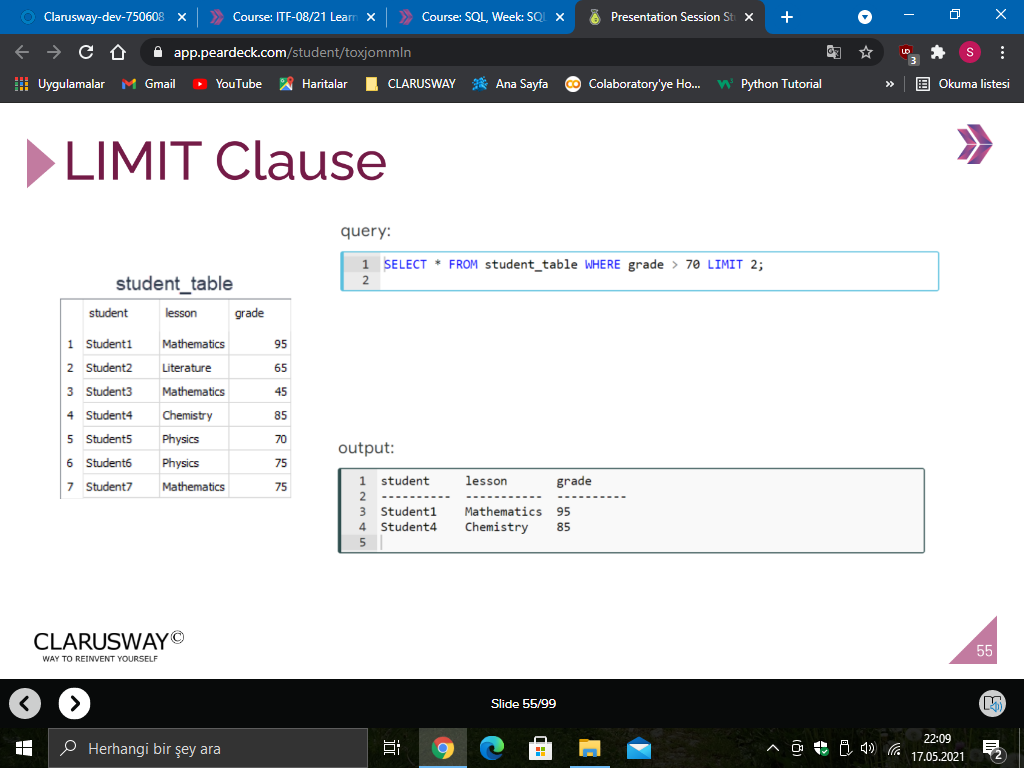 Clarusway-dev-750608
Course: ITF-08/21 Learn
Course: SQL, Week: SQL
Presentation Session St
app.peardeck.com/student/toxjommln
UD
3
S
Uygulamalar
Gmail
YouTube
Haritalar
CLARUSWAY
Ana Sayfa
Colaboratory'ye Ho...
Python Tutorial
»
Okuma listesi
LIMIT Clause
query:
1 SELECT * FROM student_table WHERE grade > 70 LIMIT 2;
2
student_table
student lesson grade
1 Student1 Mathematics 95
2 Student2 Literature 65
3 Student3 Mathematics 45
4 Student4 Chemistry 85
5 Student5 Physics 70
6 Student6 Physics 75
7 Student7 Mathematics 75
output:
1 student lesson grade
2 ---------- ----------- ----------
3 Student1 Mathematics 95
4 Student4 Chemistry 85
5
CLARUSWAY©
WAY TO REINVENT YOURSELF
55
Slide 55/99
Herhangi bir şey ara
22:09
17.05.2021
2